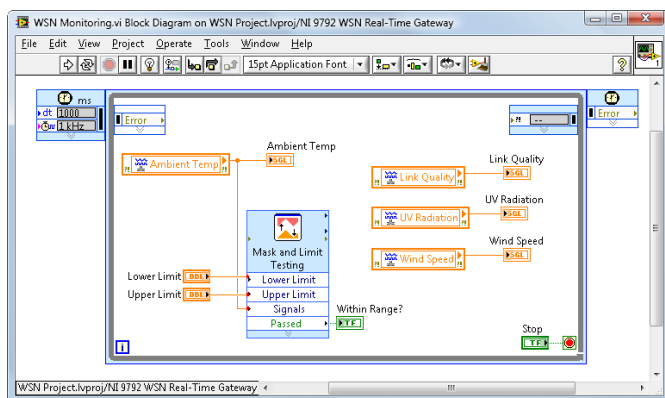 WSN Monitoring.vi Block Diagram on WSN Project.lvproj/NI 9792 WSN Real-Time Gateway
File Edit View Project Operate Tools Window Help
15pt Application Font
ms
dt 1000
1 kHz
Error
--
Error
Ambient Temp
Ambient Temp
SGL
Link Quality
Link Quality
SGL
UV Radiation
UV Radiation
SGL
Wind Speed
Wind Speed
SGL
Mask and Limit
Testing
Lower Limit DBL
Lower Limit
Upper Limit DBL
Upper Limit
Signals
Within Range?
Passed
TF
Stop
TF
i
WSN Project.lvproj/NI 9792 WSN Real-Time Gateway